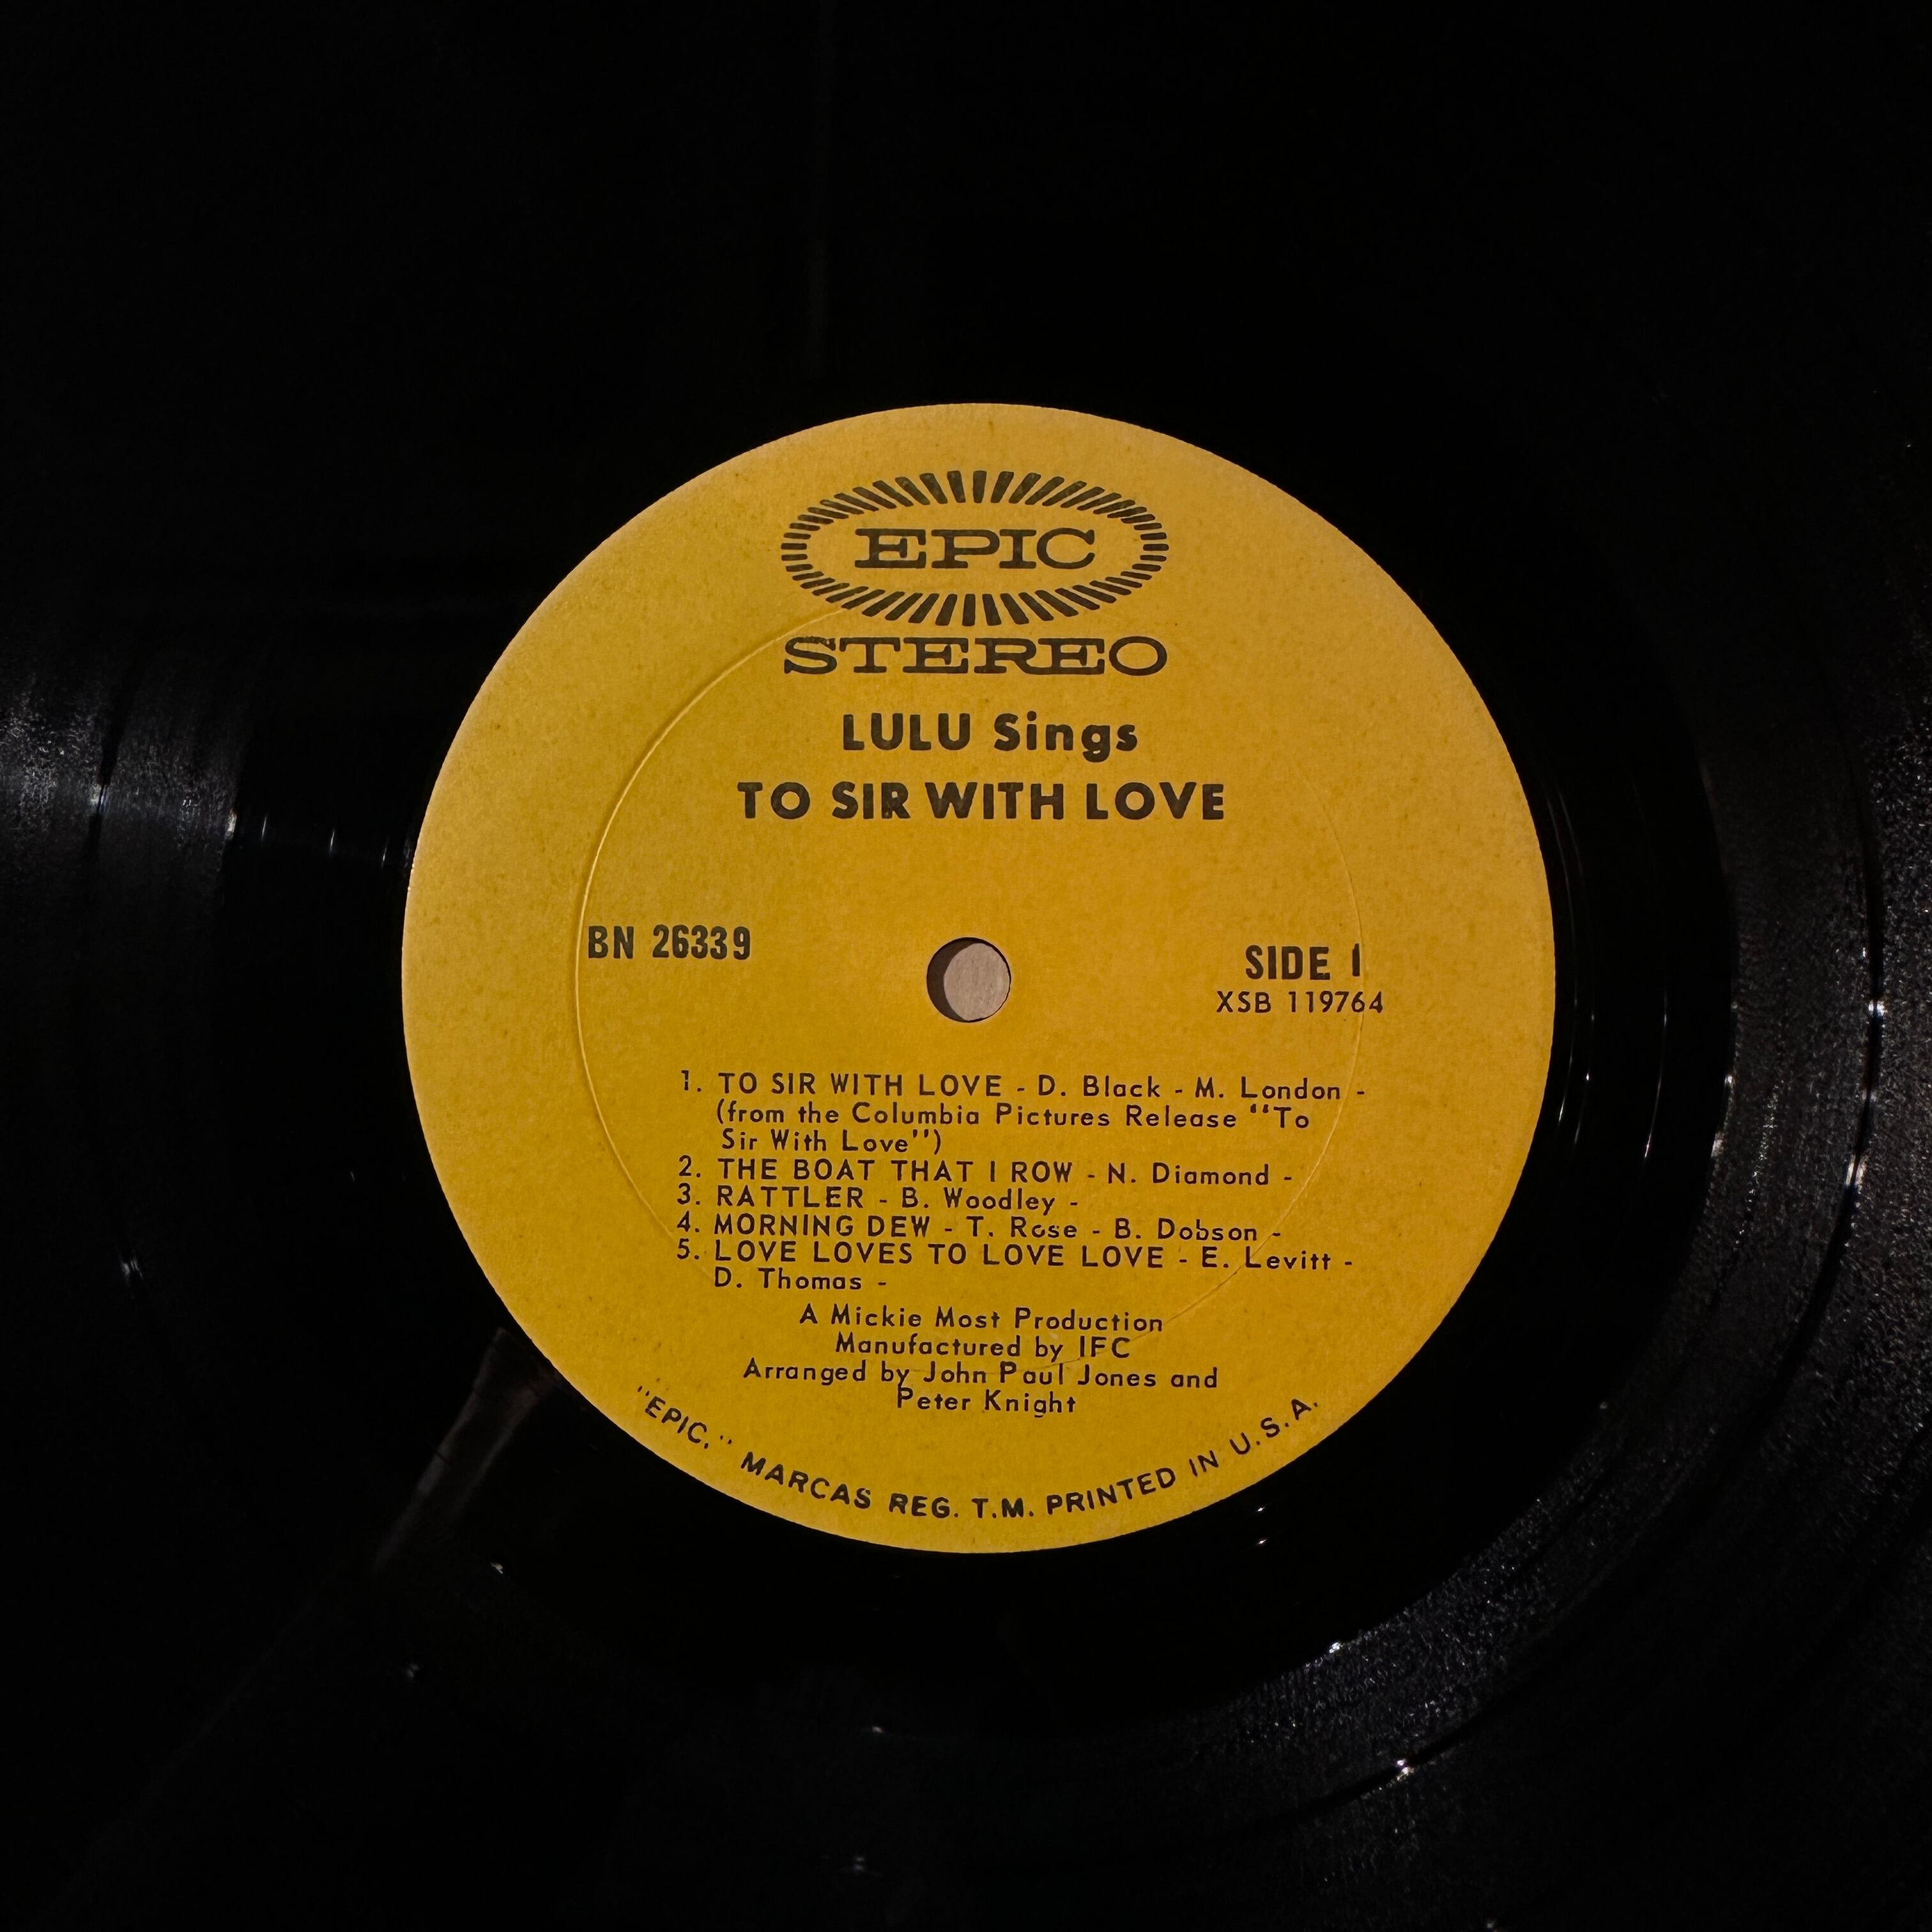 EPIC
STEREO
LULU Sings
TO SIR WITH LOVE
BN 26339
SIDE 1
XSB 119764
1. TO SIR WITH LOVE - D. Black - M. London -
(from the Columbia Pictures Release "To
Sir With Love")
2. THE BOAT THAT I ROW - N. Diamond -
3. RATTLER - B. Woodley -
4. MORNING DEW - T. Rose - B. Dobson -
5. LOVE LOVES TO LOVE LOVE - E. Levitt -
D. Thomas -
A Mickie Most Production
Manufactured by IFC
Arranged by John Paul Jones and
Peter Knight
"EPIC," MARCAS REG. T.M. PRINTED IN U.S.A.